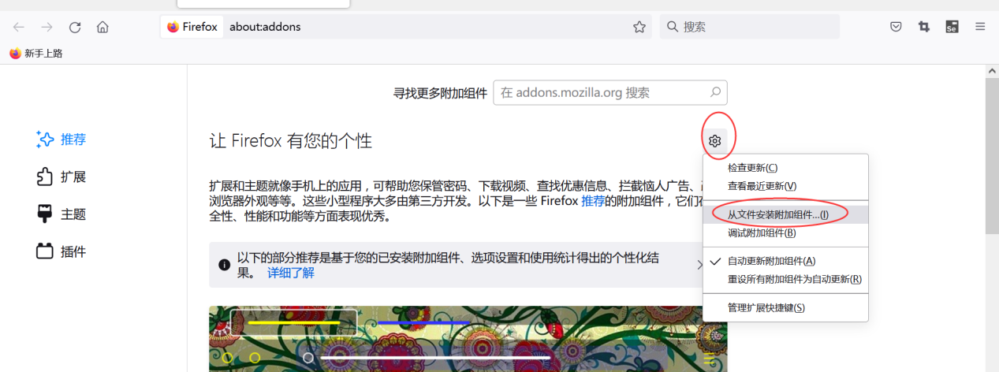 Firefox about:addons
搜索
Se
新手上路
寻找更多附加组件 在 addons.mozilla.org 搜索
推荐
扩展
主题
插件
让 Firefox 有您的个性
扩展和主题就像手机上的应用，可帮助您保管密码、下载视频、查找优惠信息、拦截恼人广告、
浏览器外观等等。这些小型程序大多由第三方开发。以下是一些 Firefox 推荐的附加组件，它们在
全性、性能和功能等方面表现优秀。
以下的部分推荐是基于您的已安装附加组件、选项设置和使用统计得出的个性化结
果。 详细了解
检查更新(C)
查看最近更新(V)
从文件安装附加组件...(I)
调试附加组件(B)
自动更新附加组件(A)
重设所有附加组件为自动更新(R)
管理扩展快捷键(S)